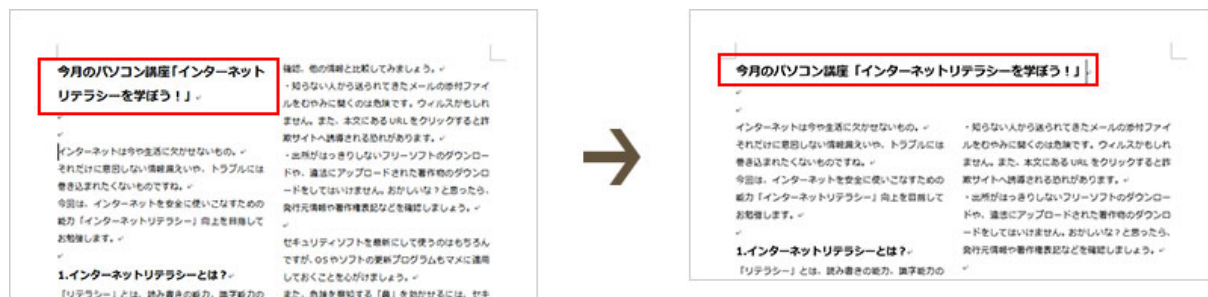 今月のパソコン講座「インターネット
リテラシーを学ぼう！」
インターネットは今や生活に欠かせないもの。
それだけに意図しない情報漏えいや、トラブルには
巻き込まれたくないものですね。
今回は、インターネットを安全に使いこなすための
能力「インターネットリテラシー」向上を目指して
お勉強します。
1.インターネットリテラシーとは？
「リテラシー」とは、読み書きの能力、識字能力の
確認、他の情報と比較してみましょう。
・知らない人から送られてきたメールの添付ファイ
ルをむやみに開くのは危険です。ウィルスかもしれ
ません。また、本文にある URL をクリックすると詐
欺サイトへ誘導される恐れがあります。
・出所がはっきりしないフリーソフトのダウンロー
ドや、違法にアップロードされた著作物のダウンロ
ードをしてはいけません。おかしいな？と思ったら、
発行元情報や著作権表記などを確認しましょう。
セキュリティソフトを最新にして使うのはもちろん
ですが、OS やソフトの更新プログラムもマメに適用
しておくことを心がけましょう。
また、危険を察知する「鼻」を効かせるには、セキ
→
今月のパソコン講座「インターネットリテラシーを学ぼう！」
インターネットは今や生活に欠かせないもの。
それだけに意図しない情報漏えいや、トラブルには
巻き込まれたくないものですね。
今回は、インターネットを安全に使いこなすための
能力「インターネットリテラシー」向上を目指して
お勉強します。
1.インターネットリテラシーとは？
「リテラシー」とは、読み書きの能力、識字能力の
・知らない人から送られてきたメールの添付ファイ
ルをむやみに開くのは危険です。ウィルスかもしれ
ません。また、本文にある URL をクリックすると詐
欺サイトへ誘導される恐れがあります。
・出所がはっきりしないフリーソフトのダウンロー
ドや、違法にアップロードされた著作物のダウンロ
ードをしてはいけません。おかしいな？と思ったら、
発行元情報や著作権表記などを確認しましょう。